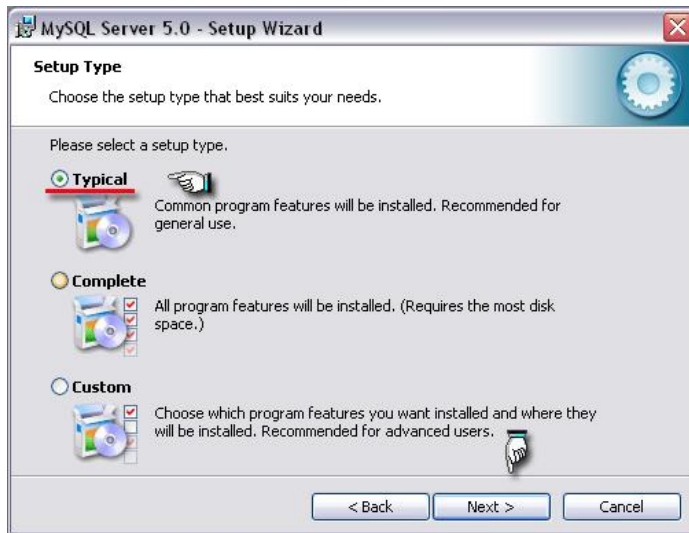 MySQL Server 5.0 - Setup Wizard
Setup Type
Choose the setup type that best suits your needs.
Please select a setup type.
Typical
Common program features will be installed. Recommended for
general use.
Complete
All program features will be installed. (Requires the most disk
space.)
Custom
Choose which program features you want installed and where they
will be installed. Recommended for advanced users.
< Back
Next >
Cancel